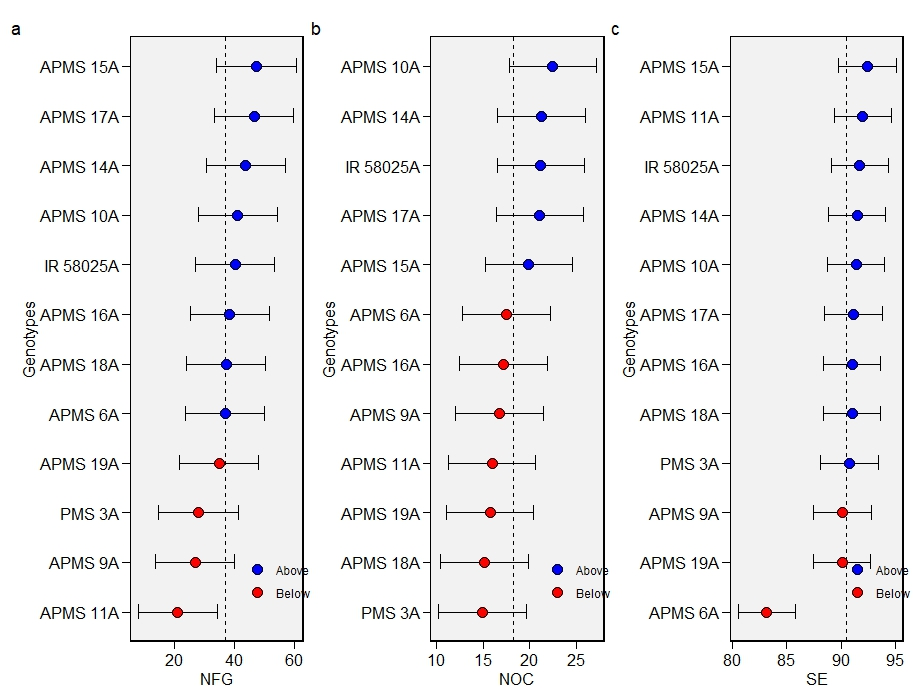 a
APMS 15A
APMS 17A
APMS 14A
APMS 10A
IR 58025A
APMS 16A
APMS 18A
APMS 6A
APMS 19A
PMS 3A
APMS 9A
APMS 11A
Genotypes
Above
Below
20 40 60
NFG
b
APMS 10A
APMS 14A
IR 58025A
APMS 17A
APMS 15A
APMS 6A
APMS 16A
APMS 9A
APMS 11A
APMS 19A
APMS 18A
PMS 3A
Genotypes
Above
Below
10 15 20 25
NOC
c
APMS 15A
APMS 11A
IR 58025A
APMS 14A
APMS 10A
APMS 17A
APMS 16A
APMS 18A
PMS 3A
APMS 9A
APMS 19A
APMS 6A
Genotypes
Above
Below
80 85 90 95
SE